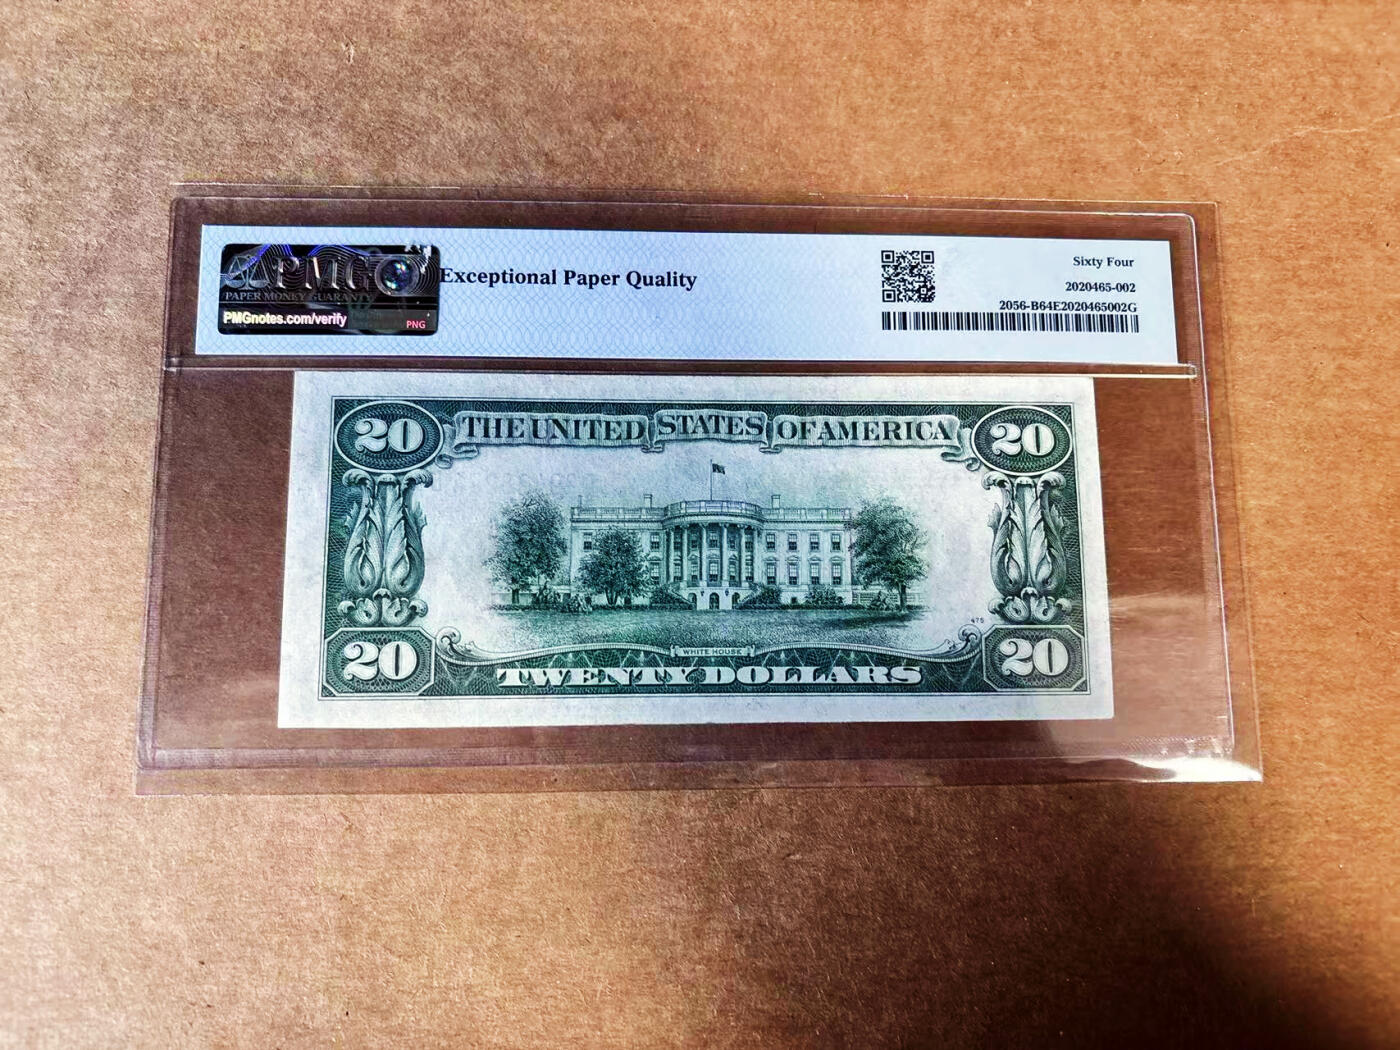 PMG
PAPER MONEY GUARANTY
PMGnotes.com/verify
PNG
Exceptional Paper Quality
Sixty Four
2020465-002
2056-B64E2020465002G
20
THE UNITED STATES OF AMERICA
20
475
20
WHITE HOUSE
TWENTY DOLLARS
20